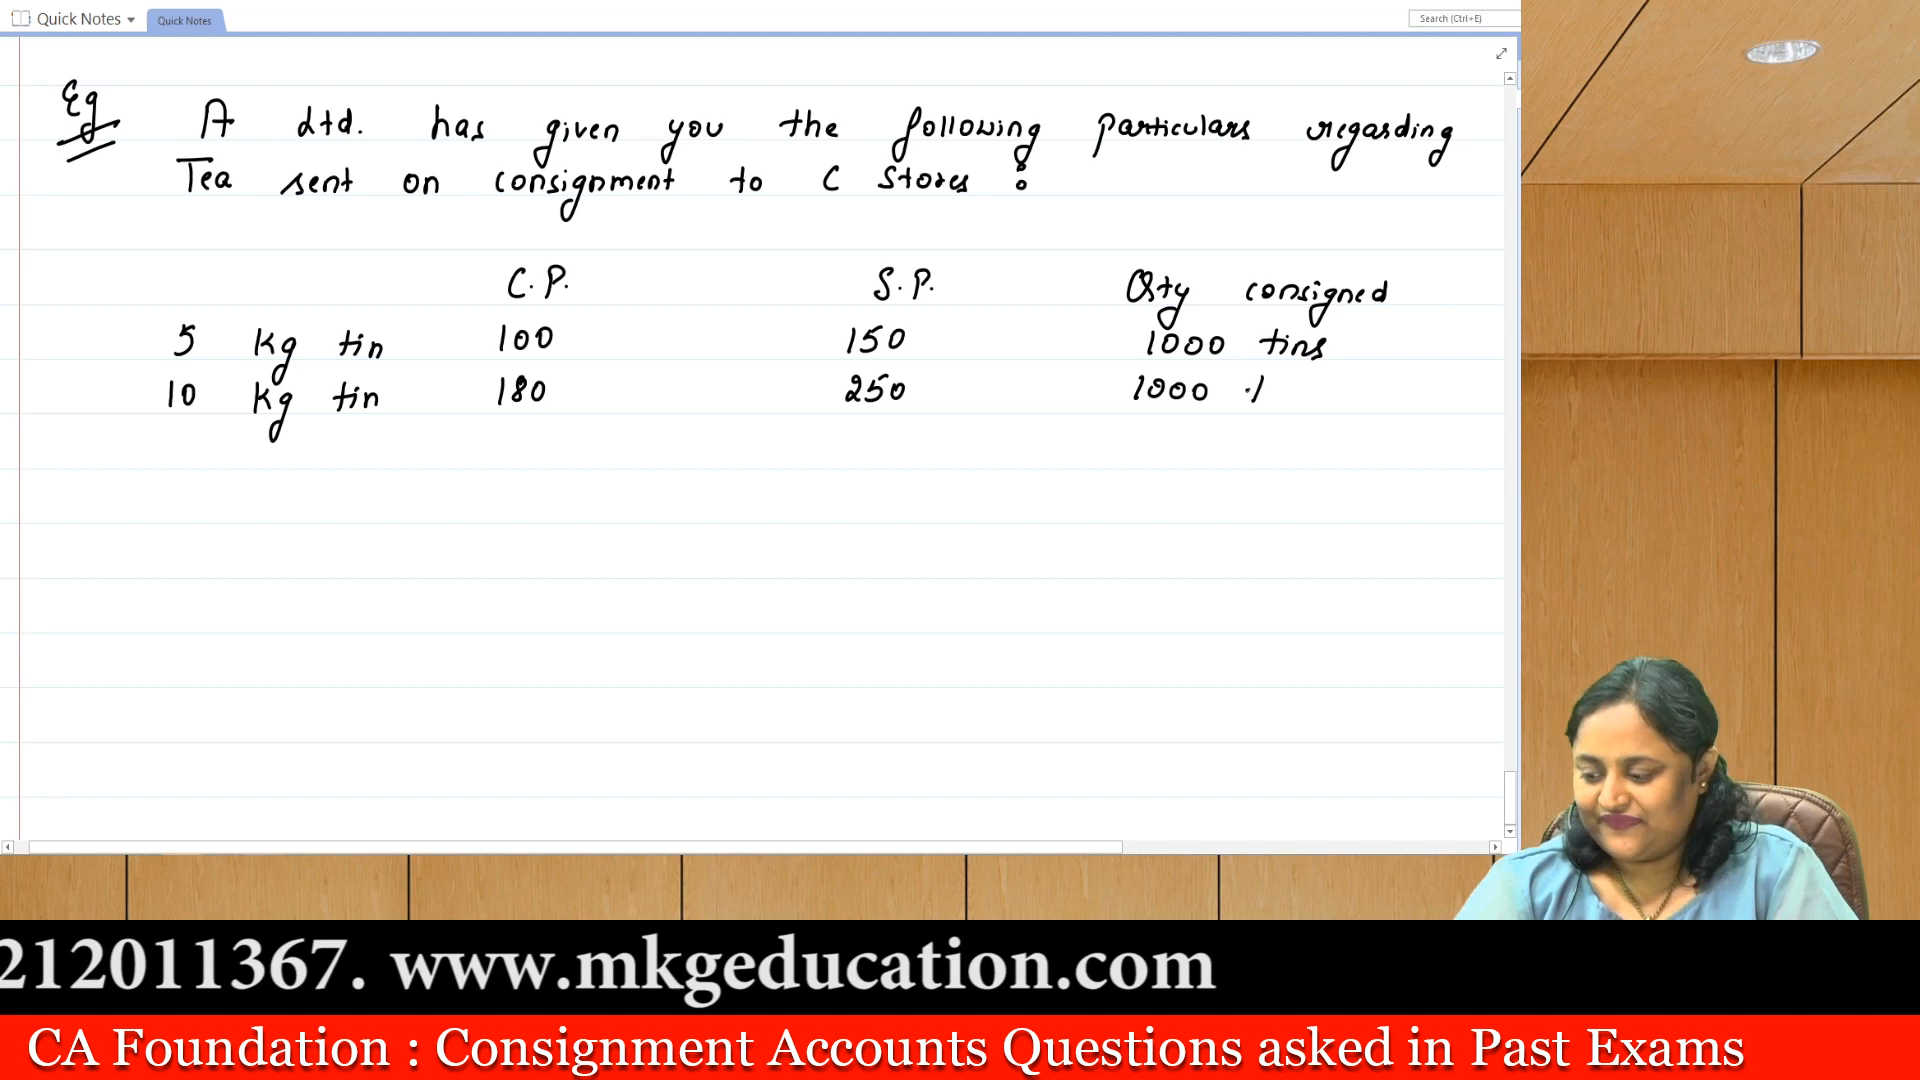 Quick Notes
Quick Notes
Search (Ctrl+E)
Eg A Ltd. has given you the following particulars regarding
Tea sent on consignment to C Stores :
C.P. S.P. Qty consigned
5 kg tin 100 150 1000 tins
10 kg tin 180 250 1000
212011367. www.mkgeducation.com
CA Foundation : Consignment Accounts Questions asked in Past Exams